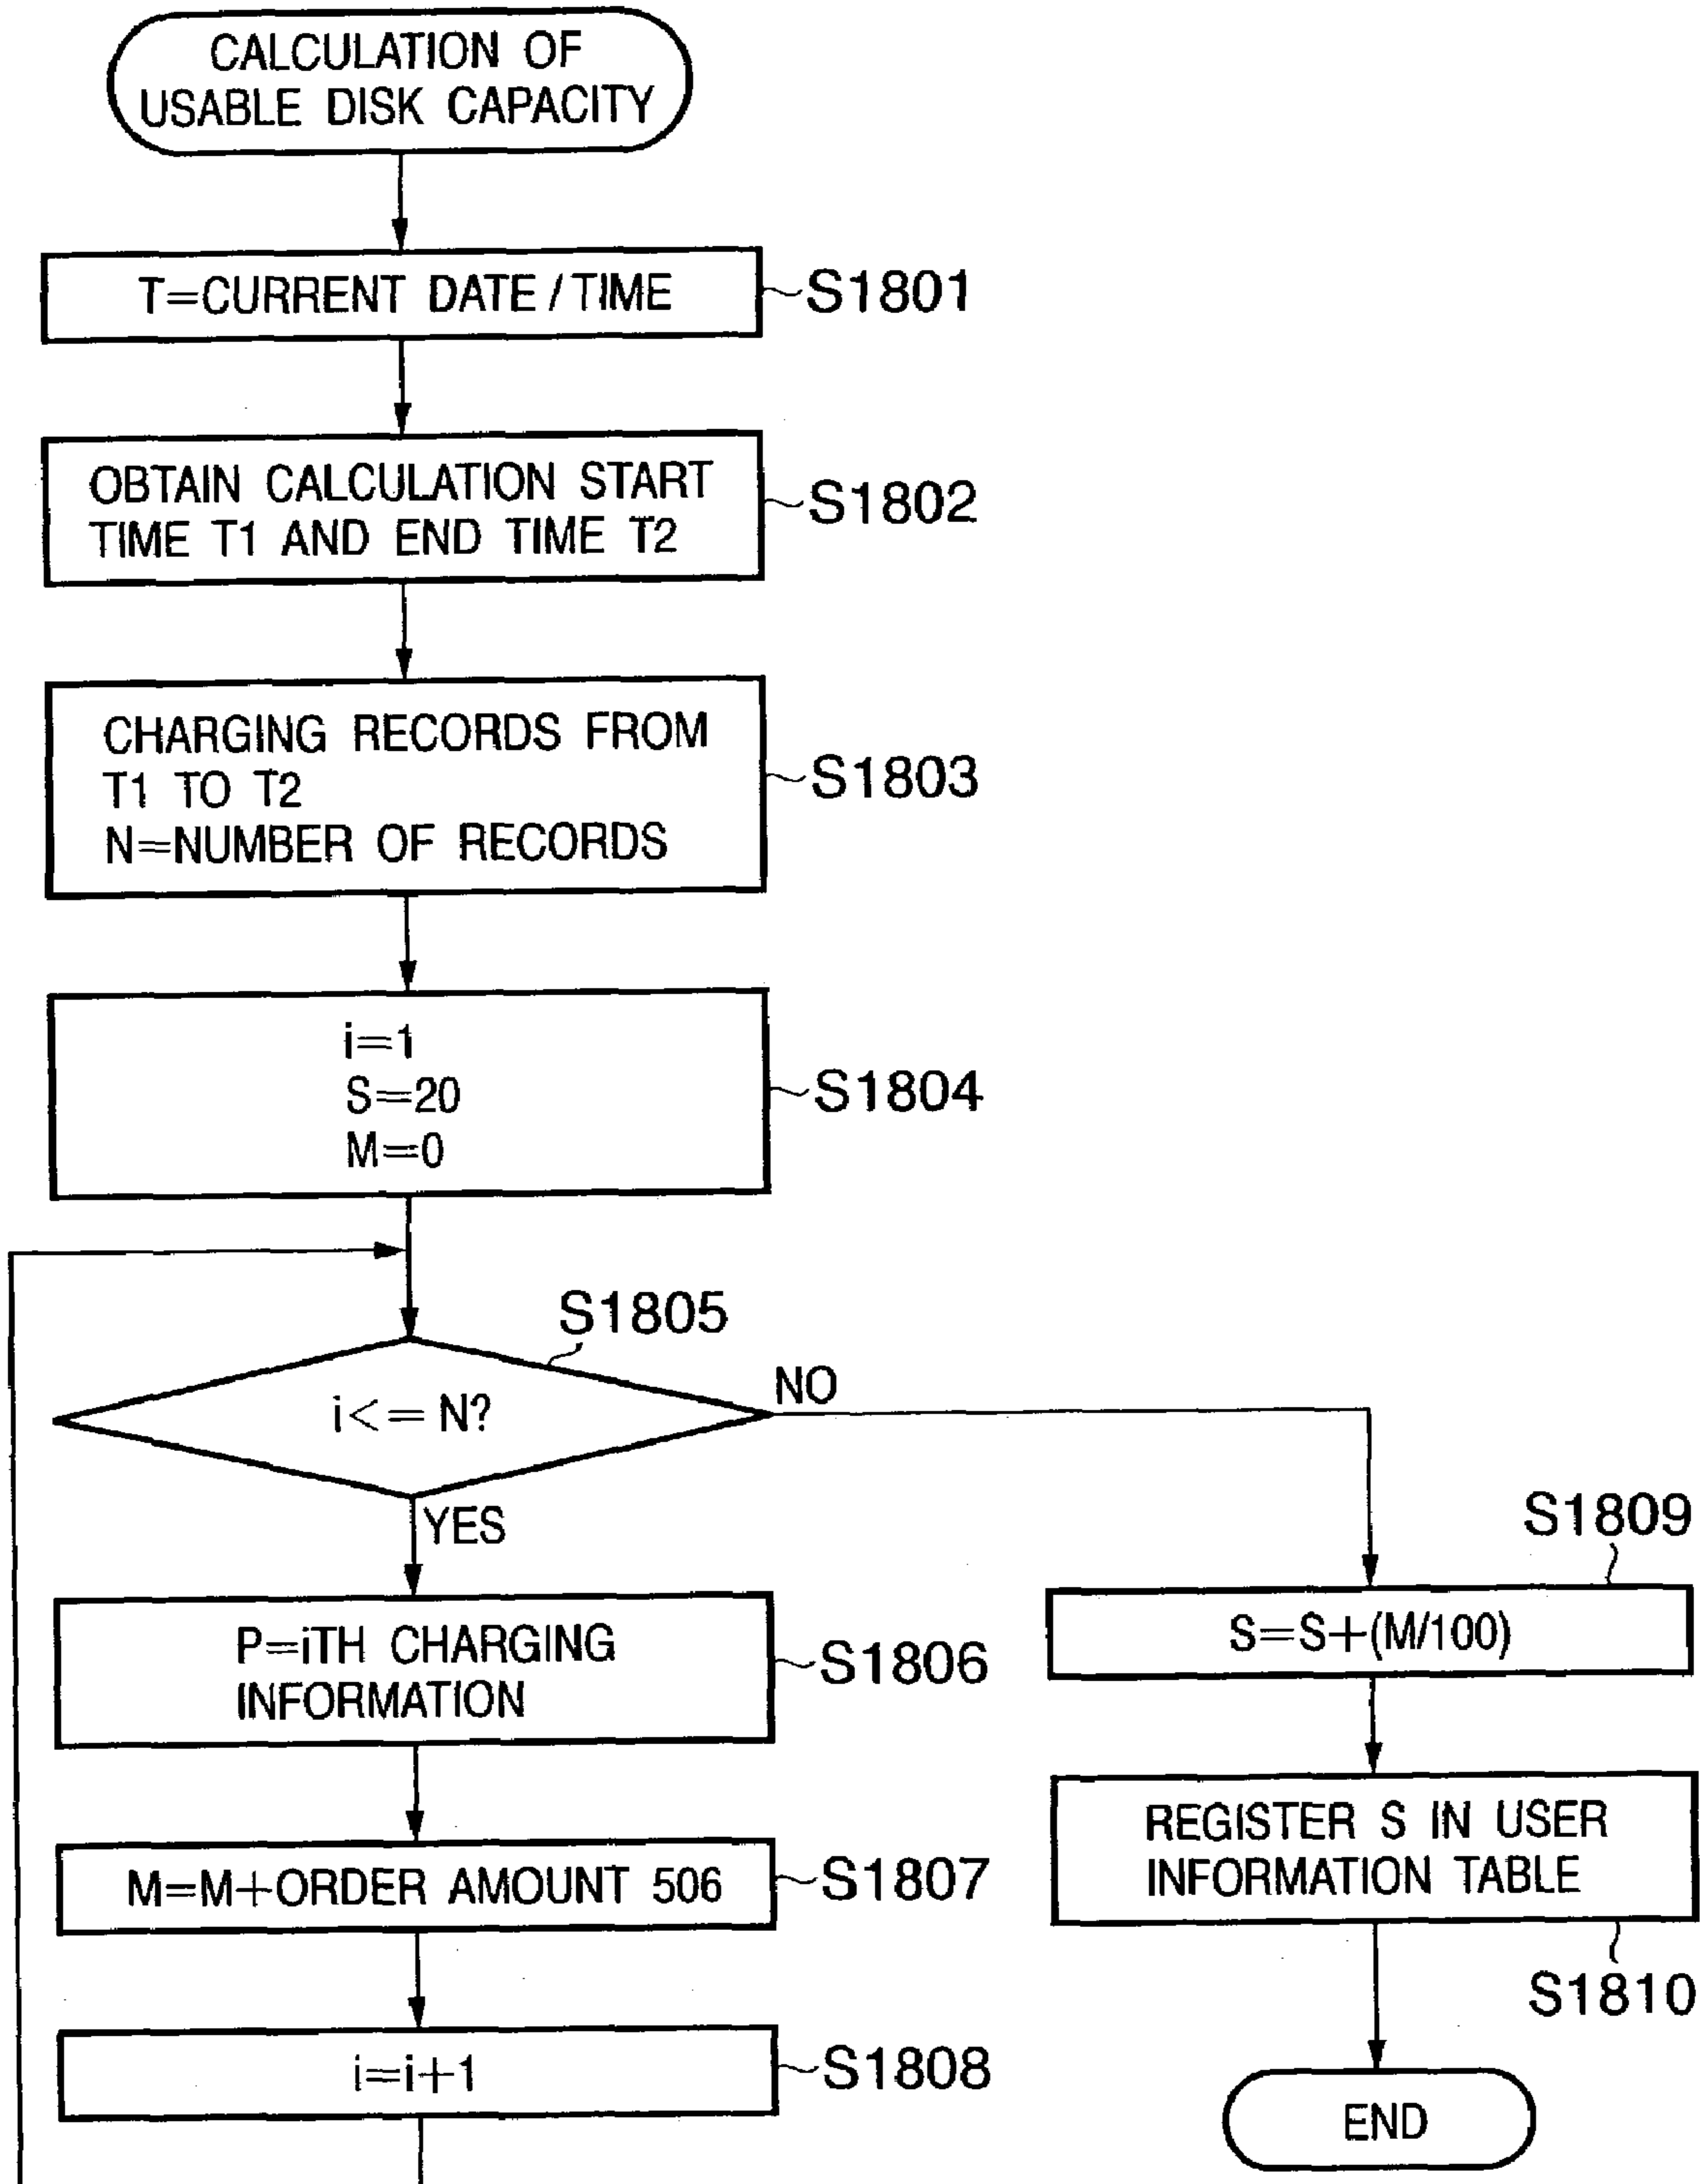 CALCULATION OF
USABLE DISK CAPACITY
T=CURRENT DATE/TIME
S1801
OBTAIN CALCULATION START
TIME T1 AND END TIME T2
S1802
CHARGING RECORDS FROM
T1 TO T2
N=NUMBER OF RECORDS
S1803
i=1
S=20
M=0
S1804
S1805
i<=N?
NO
YES
P=iTH CHARGING
INFORMATION
S1806
M=M+ORDER AMOUNT 506
S1807
i=i+1
S1808
S1809
S=S+(M/100)
REGISTER S IN USER
INFORMATION TABLE
S1810
END